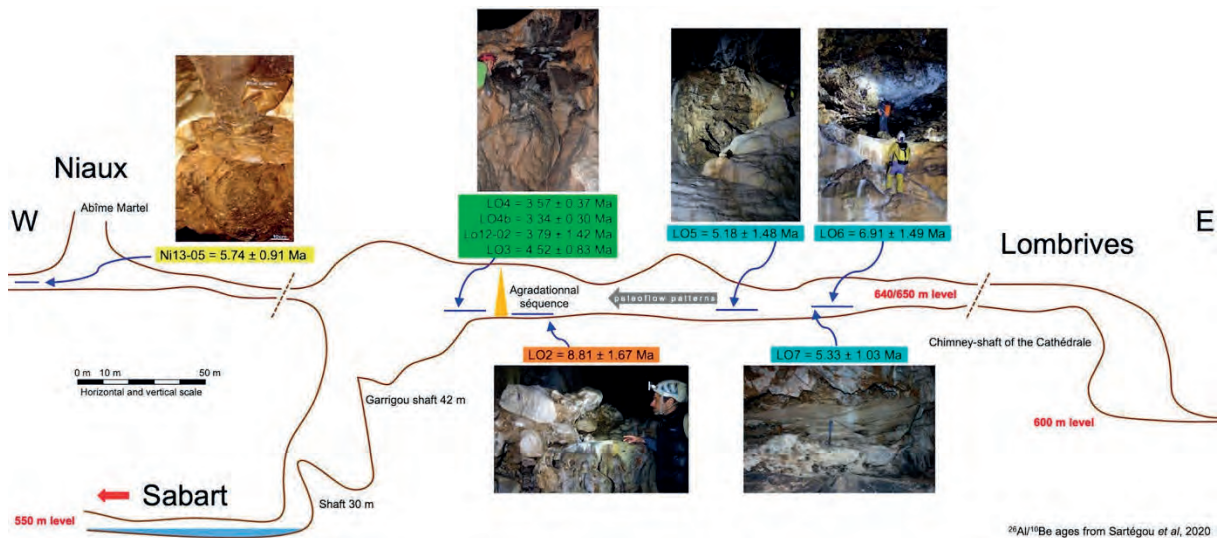 Niaux
W
Abîme Martel
Ni13-05 = 5.74 ± 0.91 Ma
LO4 = 3.57 ± 0.37 Ma
LO4b = 3.34 ± 0.30 Ma
Lo12-02 = 3.79 ± 1.42 Ma
LO3 = 4.52 ± 0.83 Ma
LO5 = 5.18 ± 1.48 Ma
LO6 = 6.91 ± 1.49 Ma
E
Lombrives
Agradationnal
séquence
paleoflow patterns
640/650 m level
LO2 = 8.81 ± 1.67 Ma
LO7 = 5.33 ± 1.03 Ma
Chimney-shaft of the Cathédrale
0 m 10 m 50 m
Horizontal and vertical scale
Garrigou shaft 42 m
600 m level
Sabart
Shaft 30 m
550 m level
²⁶Al/¹⁰Be ages from Sartégou et al, 2020